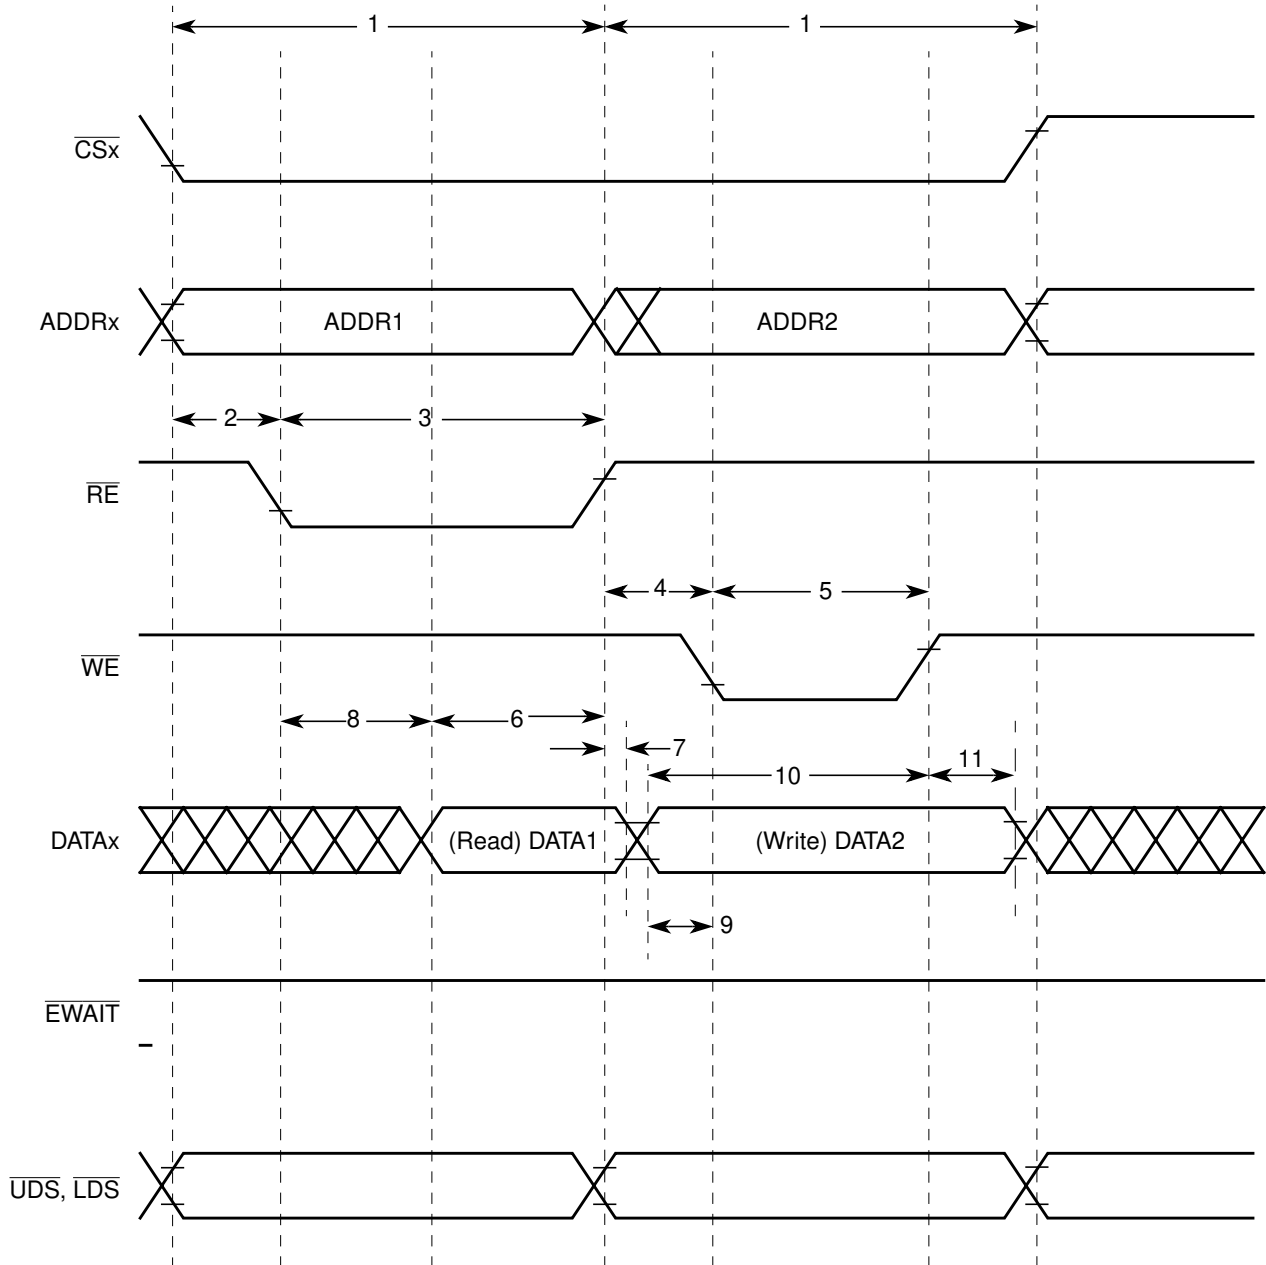 1 1
CSx
ADDRx ADDR1 ADDR2
2 3
RE
4 5
WE
8 6
7
10 11
DATAx (Read) DATA1 (Write) DATA2
9
EWAIT
UDS, LDS